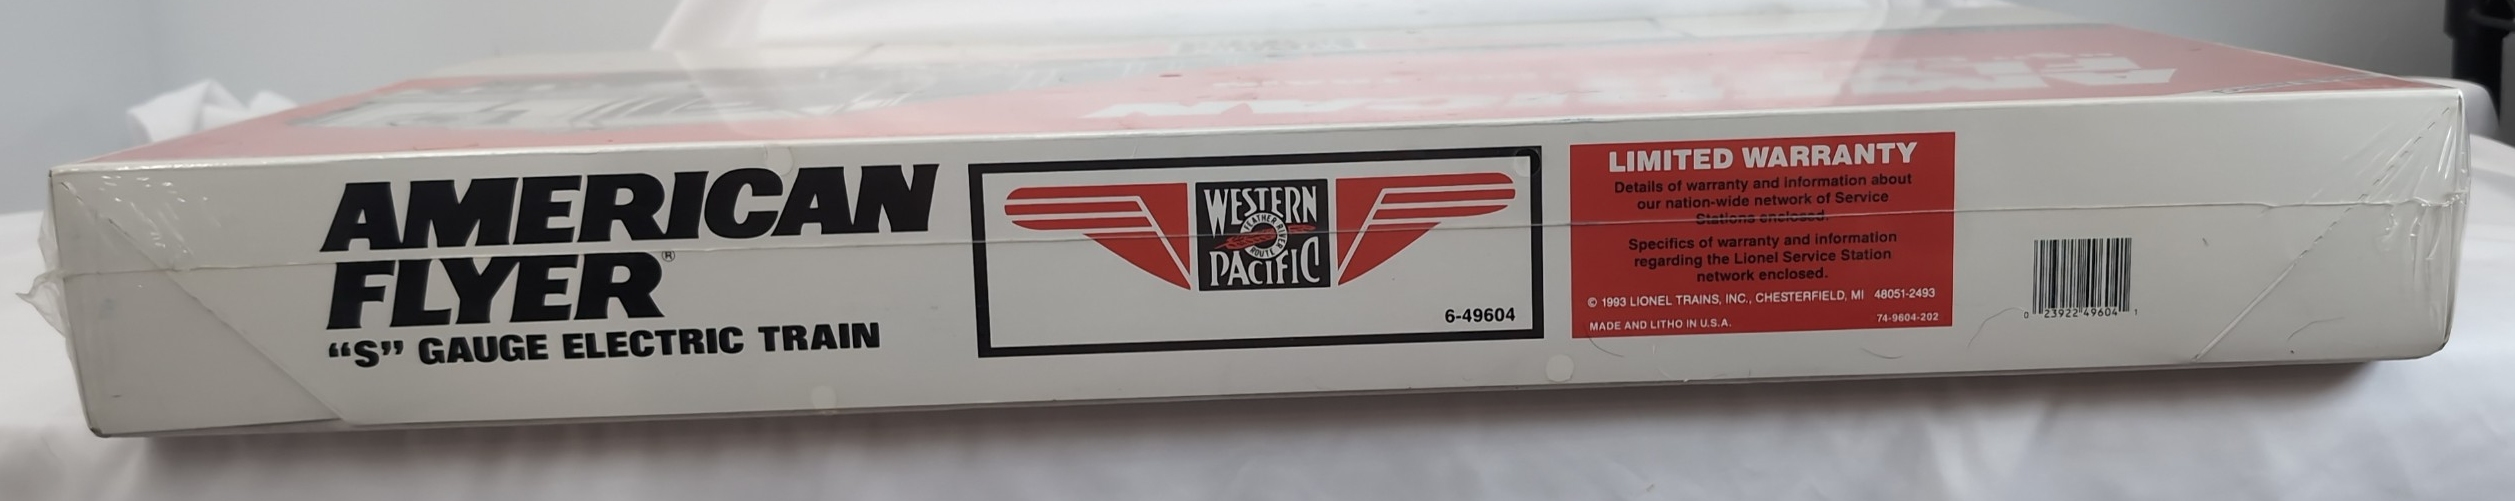 AMERICAN
FLYER®
“S” GAUGE ELECTRIC TRAIN
WESTERN
FEATHER RIVER
ROUTE
PACIFIC
6-49604
LIMITED WARRANTY
Details of warranty and information about
our nation-wide network of Service
Stations enclosed.
Specifics of warranty and information
regarding the Lionel Service Station
network enclosed.
© 1993 LIONEL TRAINS, INC., CHESTERFIELD, MI 48051-2493
MADE AND LITHO IN U.S.A.
74-9604-202
0 23922 49604 1